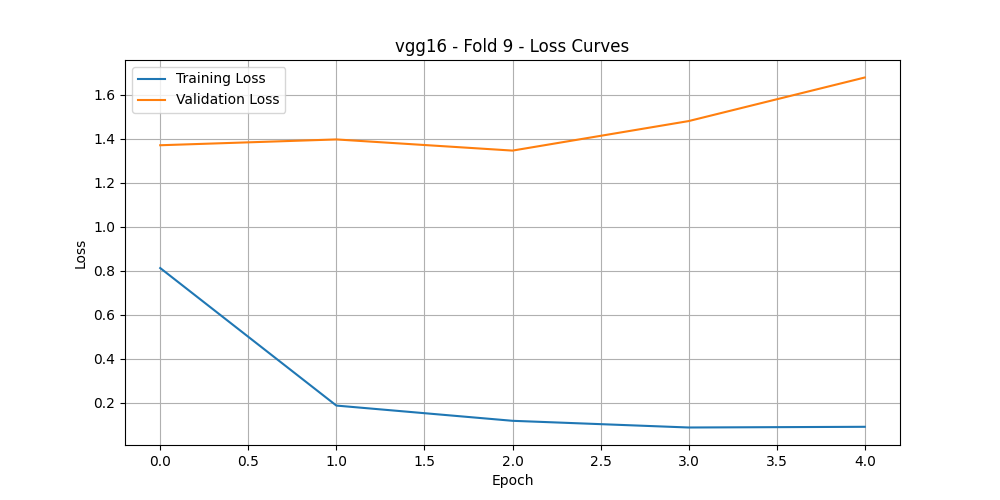 vgg16 - Fold 9 - Loss Curves
Training Loss
Validation Loss
1.6
1.4
1.2
1.0
0.8
0.6
0.4
0.2
Loss
0.0 0.5 1.0 1.5 2.0 2.5 3.0 3.5 4.0
Epoch